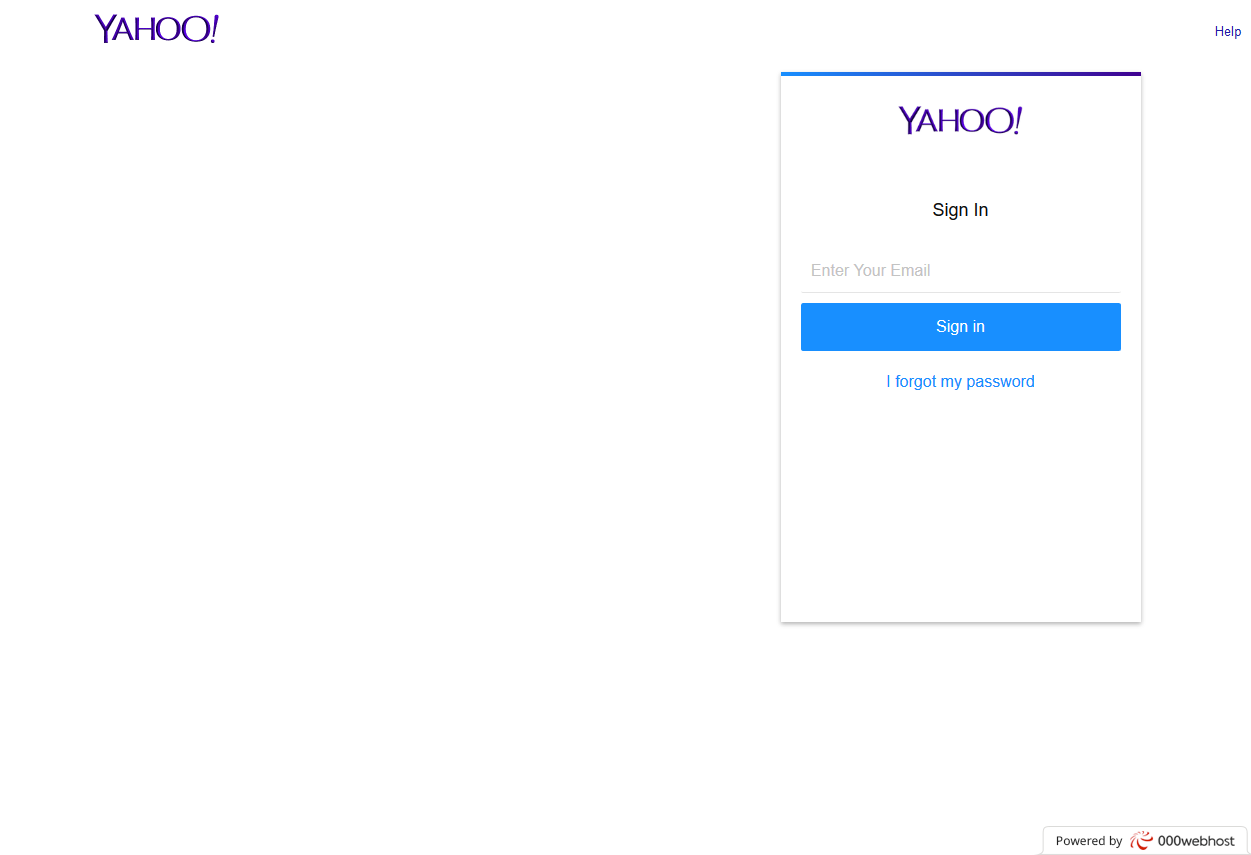 YAHOO!
Help
YAHOO!
Sign In
Enter Your Email
Sign in
I forgot my password
Powered by 000webhost